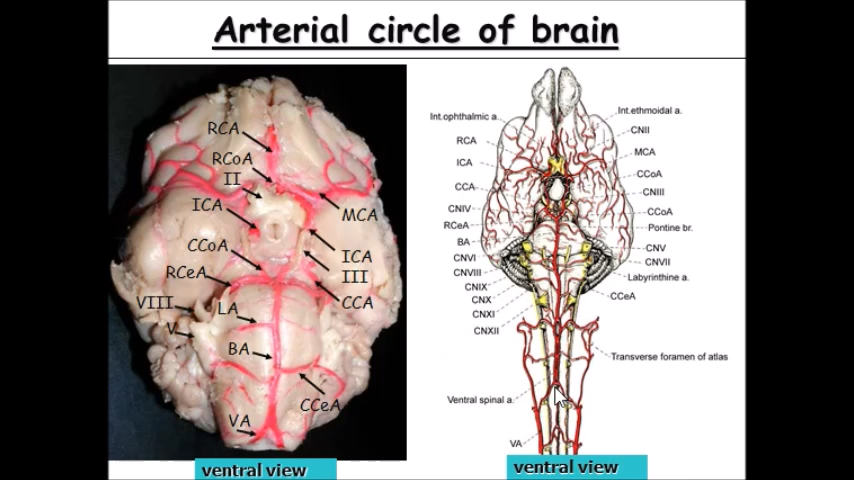 Arterial circle of brain
RCA
RCoA
II
ICA
MCA
CCoA
ICA
III
RCeA
CCA
VIII
LA
V
BA
CCeA
VA
ventral view
Int.ophthalmic a.
RCA
ICA
CCA
CNIV
RCeA
BA
CNVI
CNVIII
CNIX
CNX
CNXI
CNXII
Ventral spinal a.
VA
Int.ethmoidal a.
CNII
MCA
CCoA
CNIII
CCoA
Pontine br.
CNV
CNVII
Labyrinthine a.
CCeA
Transverse foramen of atlas
ventral view